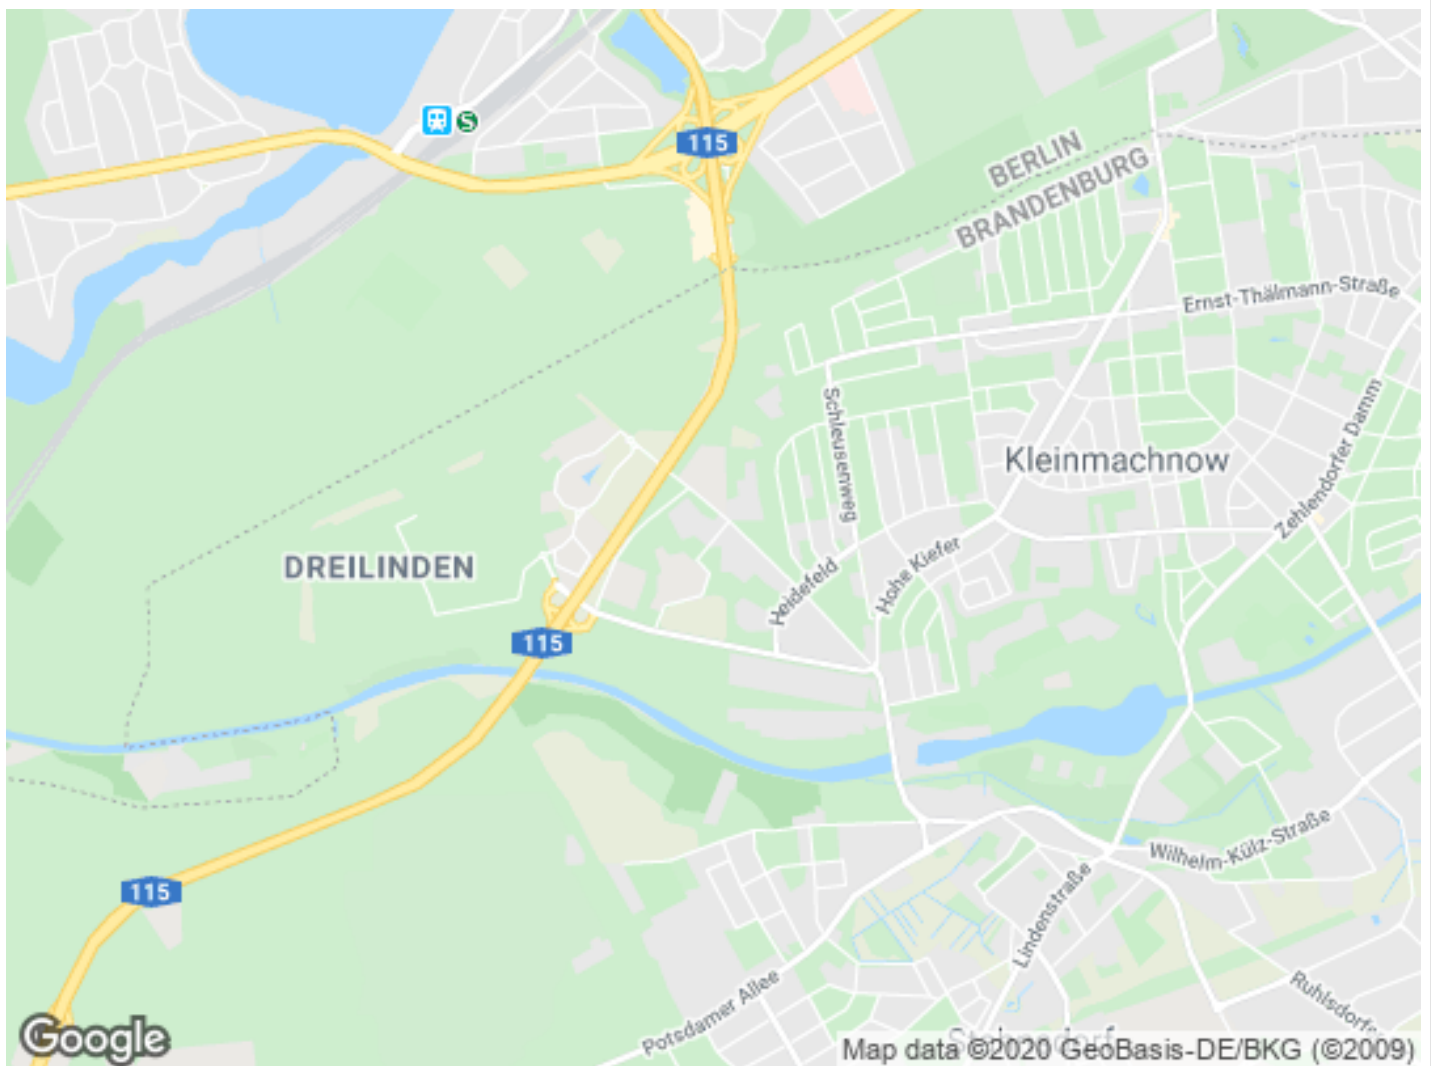 S
115
BERLIN
BRANDENBURG
Ernst-Thälmann-Straße
Schleusenweg
Kleinmachnow
Zehlendorfer Damm
DREILINDEN
Heidefeld
Hohe Kiefer
115
Wilhelm-Külz-Straße
115
Lindenstraße
Potsdamer Allee
Ruhlsdorfer
Google
Map data ©2020 GeoBasis-DE/BKG (©2009)